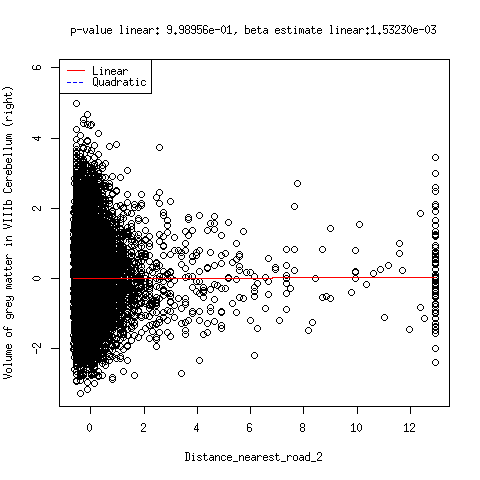 p-value linear: 9.98956e-01, beta estimate linear:1.53230e-03
Linear
Quadratic
Volume of grey matter in VIIIb Cerebellum (right)
6
4
2
0
-2
0 2 4 6 8 10 12
Distance_nearest_road_2